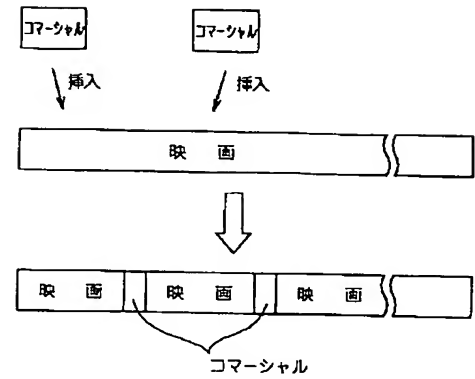 コマーシャル コマーシャル
挿入 挿入
映 画
映 画 映 画 映 画
コマーシャル